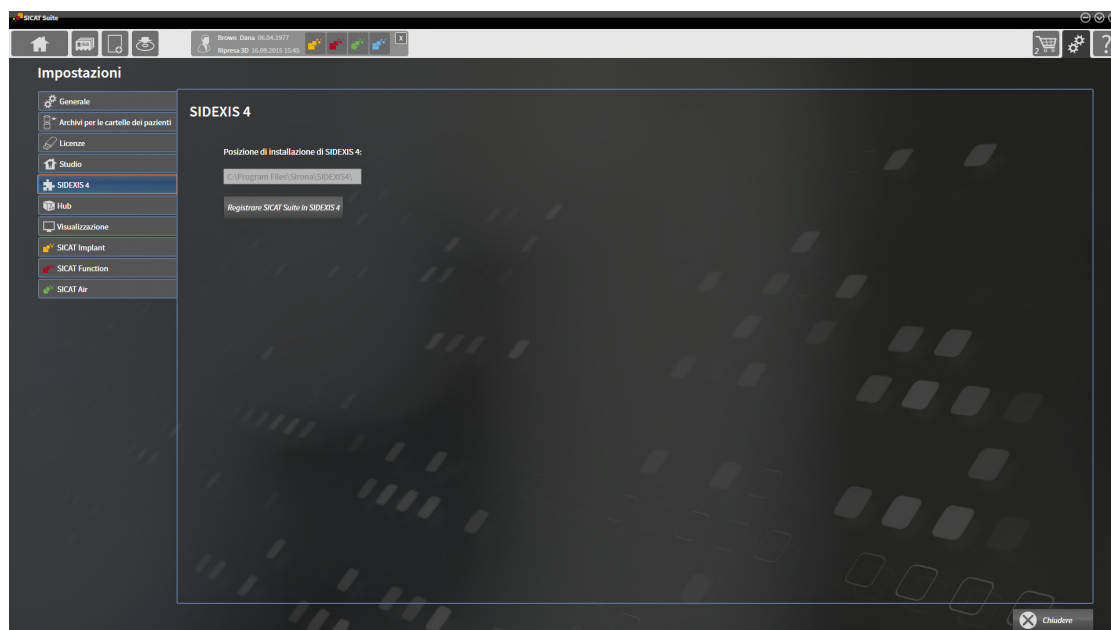 SICAT Suite
Brown Dana 06.04.1977
Ripresa 3D 16.09.2015 15:45
X
2
?
Impostazioni
Generale
Archivi per le cartelle dei pazienti
Licenze
Studio
SIDEXIS 4
Hub
Visualizzazione
SICAT Implant
SICAT Function
SICAT Air
SIDEXIS 4
Posizione di installazione di SIDEXIS 4:
C:\Program Files\Sirona\SIDEXIS4\
Registrare SICAT Suite in SIDEXIS 4
Chiudere